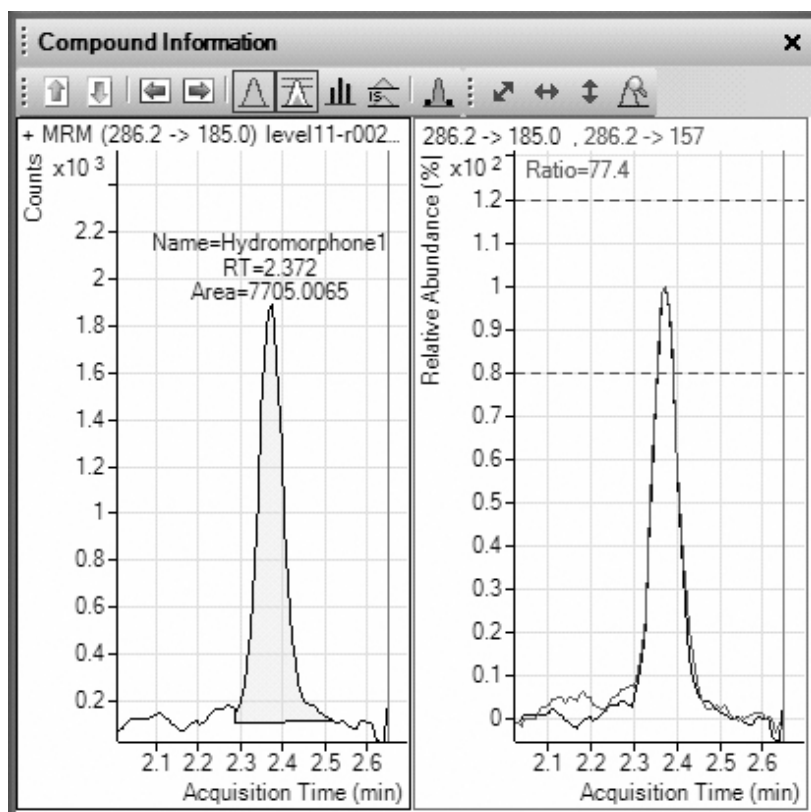 Compound Information
IS
+ MRM (286.2 -> 185.0) level11-r002...
Counts
x10 3
2.2
2
1.8
1.6
1.4
1.2
1
0.8
0.6
0.4
0.2
Name=Hydromorphone1
RT=2.372
Area=7705.0065
2.1 2.2 2.3 2.4 2.5 2.6
Acquisition Time (min)
286.2 -> 185.0 , 286.2 -> 157
Relative Abundance (%)
x10 2
Ratio=77.4
1.2
1.1
1
0.9
0.8
0.7
0.6
0.5
0.4
0.3
0.2
0.1
0
2.1 2.2 2.3 2.4 2.5 2.6
Acquisition Time (min)